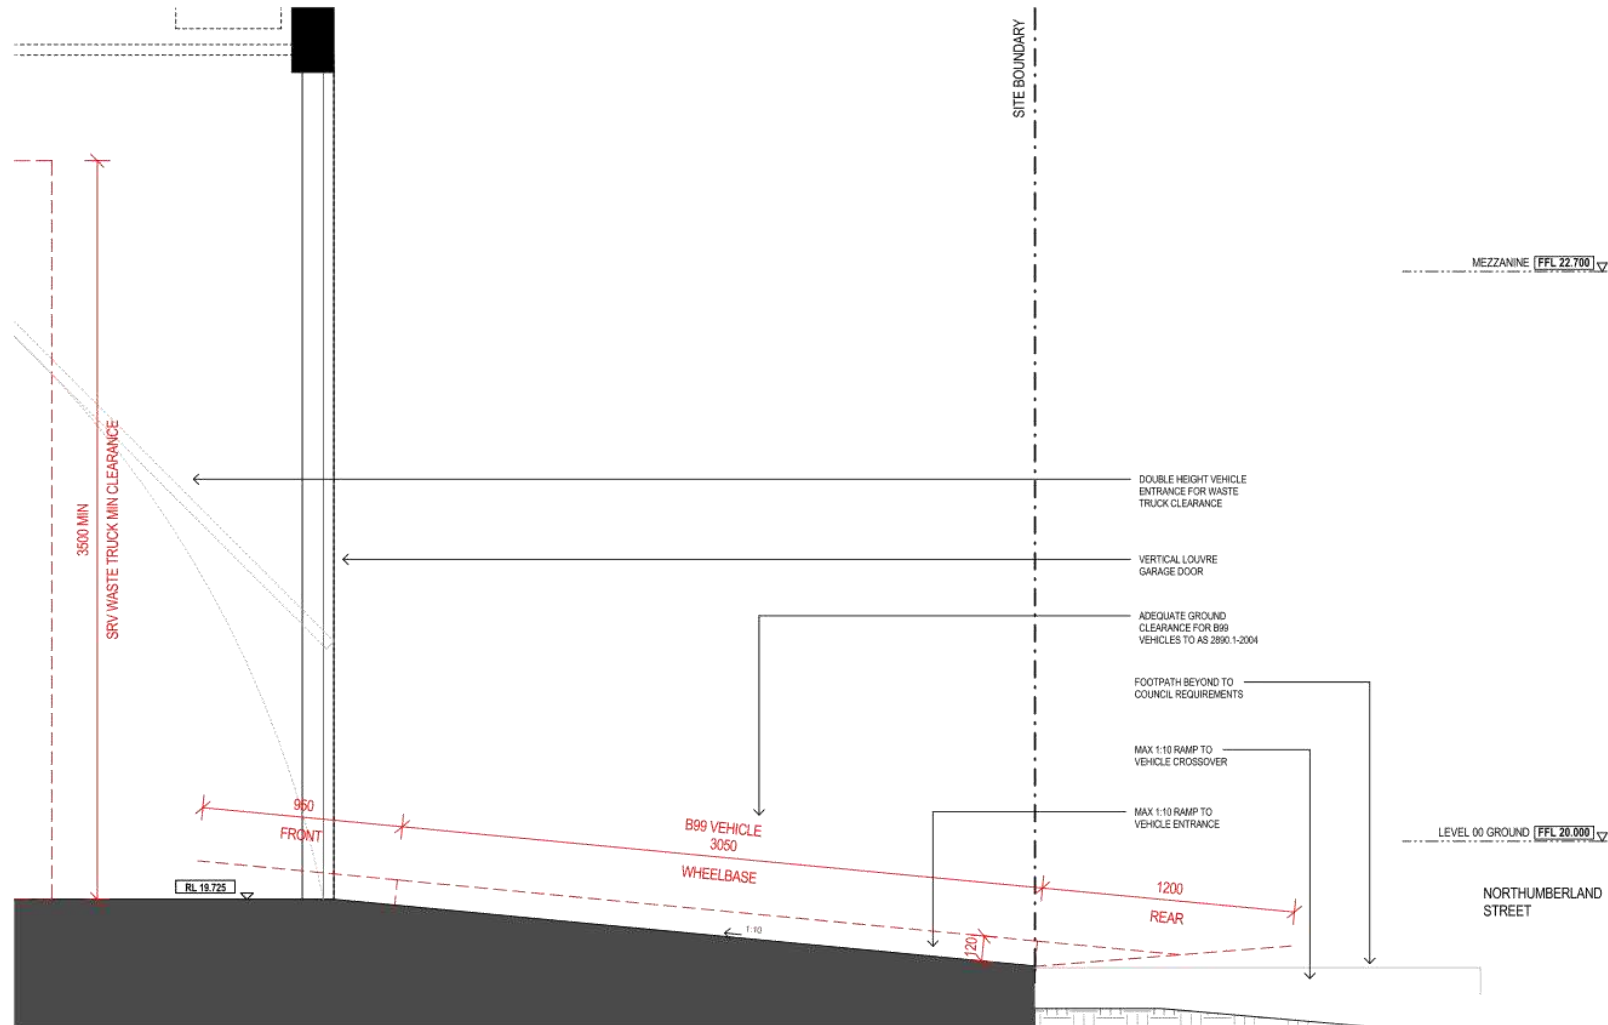 SITE BOUNDARY
MEZZANINE FFL 22.700
3500 MIN
SRV WASTE TRUCK MIN CLEARANCE
DOUBLE HEIGHT VEHICLE
ENTRANCE FOR WASTE
TRUCK CLEARANCE
VERTICAL LOUVRE
GARAGE DOOR
ADEQUATE GROUND
CLEARANCE FOR B99
VEHICLES TO AS 2890.1-2004
FOOTPATH BEYOND TO
COUNCIL REQUIREMENTS
MAX 1:10 RAMP TO
VEHICLE CROSSOVER
MAX 1:10 RAMP TO
VEHICLE ENTRANCE
950
FRONT
B99 VEHICLE
3050
WHEELBASE
1200
REAR
LEVEL 00 GROUND FFL 20.000
NORTHUMBERLAND
STREET
RL 19.725
1:10
120